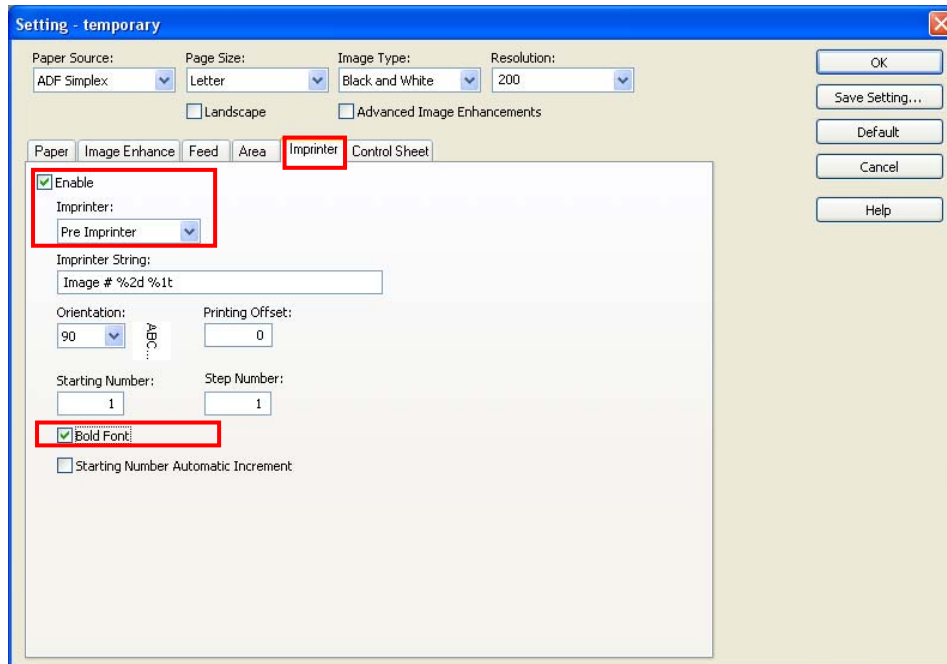 Setting - temporary
Paper Source: Page Size: Image Type: Resolution:
ADF Simplex Letter Black and White 200
Landscape Advanced Image Enhancements
OK
Save Setting...
Default
Cancel
Help
Paper Image Enhance Feed Area Imprinter Control Sheet
Enable
Imprinter:
Pre Imprinter
Imprinter String:
Image # %2d %1t
Orientation: Printing Offset:
90 ABC... 0
Starting Number: Step Number:
1 1
Bold Font
Starting Number Automatic Increment